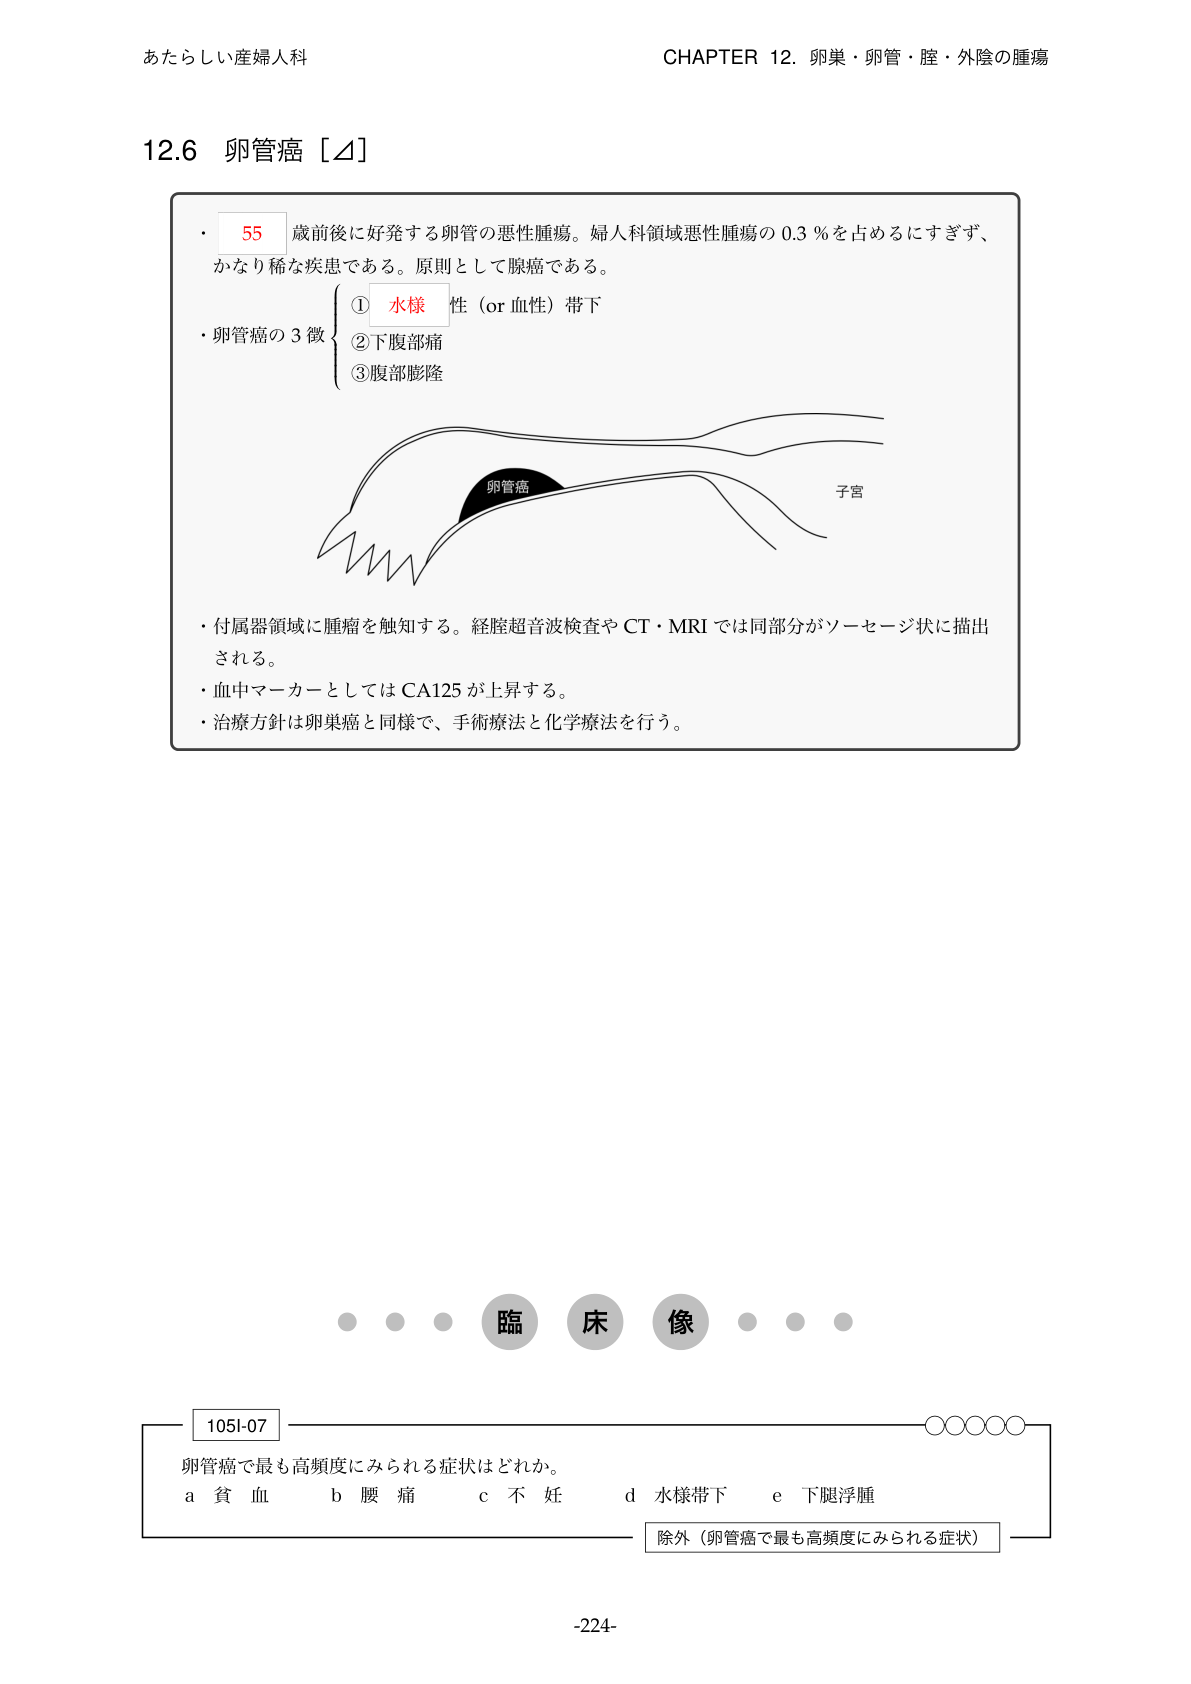 あたらしい産婦人科
CHAPTER 12. 卵巣・卵管・腟・外陰の腫瘍
12.6 卵管癌［⊿］
・ 55 歳前後に好発する卵管の悪性腫瘍。婦人科領域悪性腫瘍の 0.3 %を占めるにすぎず、
かなり稀な疾患である。原則として腺癌である。
・卵管癌の 3 徴
① 水様 性（or 血性）帯下
②下腹部痛
③腹部膨隆
卵管癌
子宮
・付属器領域に腫瘤を触知する。経腟超音波検査や CT・MRI では同部分がソーセージ状に描出
される。
・血中マーカーとしては CA125 が上昇する。
・治療方針は卵巣癌と同様で、手術療法と化学療法を行う。
臨 床 像
105I-07
卵管癌で最も高頻度にみられる症状はどれか。
a 貧 血 b 腰 痛 c 不 妊 d 水様帯下 e 下腿浮腫
除外（卵管癌で最も高頻度にみられる症状）
-224-